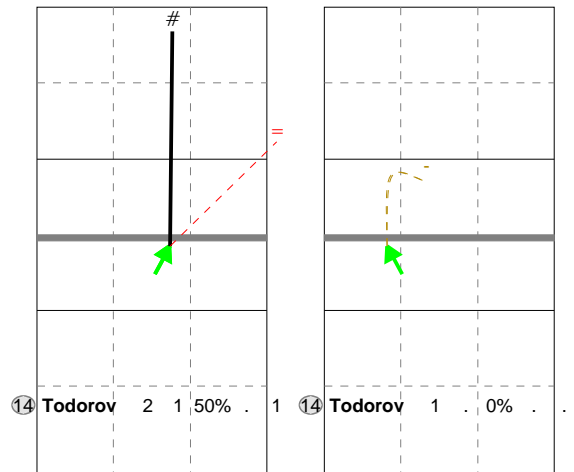 #
=
-
14 Todorov 2 1 50% . 1
14 Todorov 1 . 0% . .